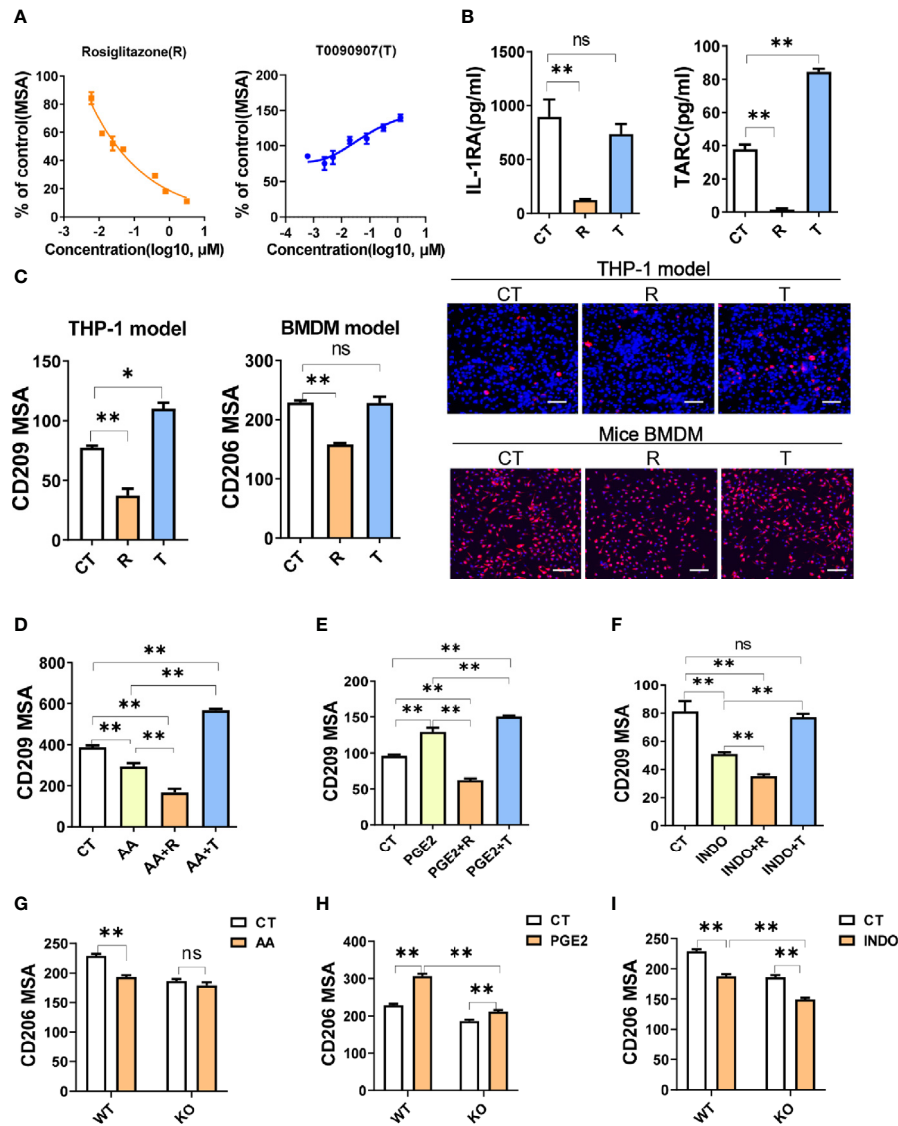 A
Rosiglitazone(R)
% of control(MSA)
100
80
60
40
20
0
-3 -2 -1 0 1
Concentration(log10, µM)
T0090907(T)
% of control(MSA)
200
150
100
50
0
-4 -3 -2 -1 0 1
Concentration(log10, µM)
B
IL-1RA(pg/ml)
1500
1000
500
0
ns
**
CT R T
TARC(pg/ml)
80
60
40
20
0
**
**
CT R T
C
THP-1 model
CD209 MSA
150
100
50
0
*
**
CT R T
BMDM model
CD206 MSA
300
200
100
0
ns
**
CT R T
THP-1 model
CT R T
Mice BMDM
CT R T
D
CD209 MSA
800
600
400
200
0
**
**
**
** **
CT AA AA+R AA+T
E
CD209 MSA
200
150
100
50
0
**
**
**
** **
CT PGE2 PGE2+R PGE2+T
F
CD209 MSA
100
80
60
40
20
0
ns
**
** **
**
CT INDO INDO+R INDO+T
G
CT
AA
CD206 MSA
250
200
150
100
50
0
**
ns
WT KO
H
CT
PGE2
CD206 MSA
400
300
200
100
0
** **
**
WT KO
I
CT
INDO
CD206 MSA
250
200
150
100
50
0
** **
**
WT KO